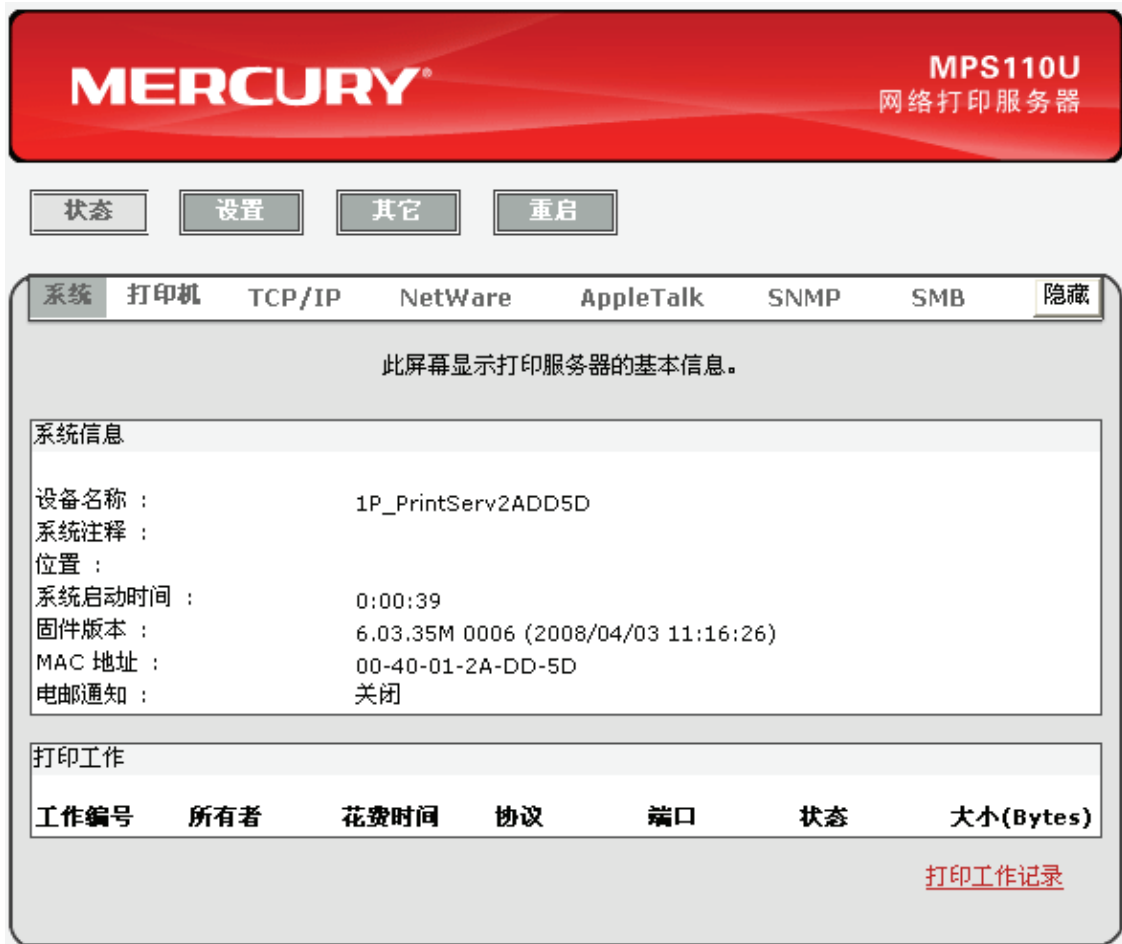 MERCURY®
MPS110U
网络打印服务器
状态 设置 其它 重启
系统 打印机 TCP/IP NetWare AppleTalk SNMP SMB 隐藏
此屏幕显示打印服务器的基本信息。
系统信息
设备名称 : 1P_PrintServ2ADD5D
系统注释 :
位置 :
系统启动时间 : 0:00:39
固件版本 : 6.03.35M 0006 (2008/04/03 11:16:26)
MAC 地址 : 00-40-01-2A-DD-5D
电邮通知 : 关闭
打印工作
工作编号 所有者 花费时间 协议 端口 状态 大小(Bytes)
打印工作记录